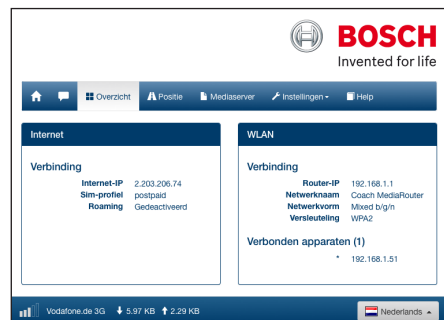 BOSCH
Invented for life
Overzicht Positie Mediaserver Instellingen Help
Internet
Verbinding
Internet-IP 2.203.206.74
Sim-profiel postpaid
Roaming Gedeactiveerd
WLAN
Verbinding
Router-IP 192.168.1.1
Netwerknaam Coach MediaRouter
Netwerkvorm Mixed b/g/n
Versleuteling WPA2
Verbonden apparaten (1)
* 192.168.1.51
Vodafone.de 3G 5.97 KB 2.29 KB
Nederlands